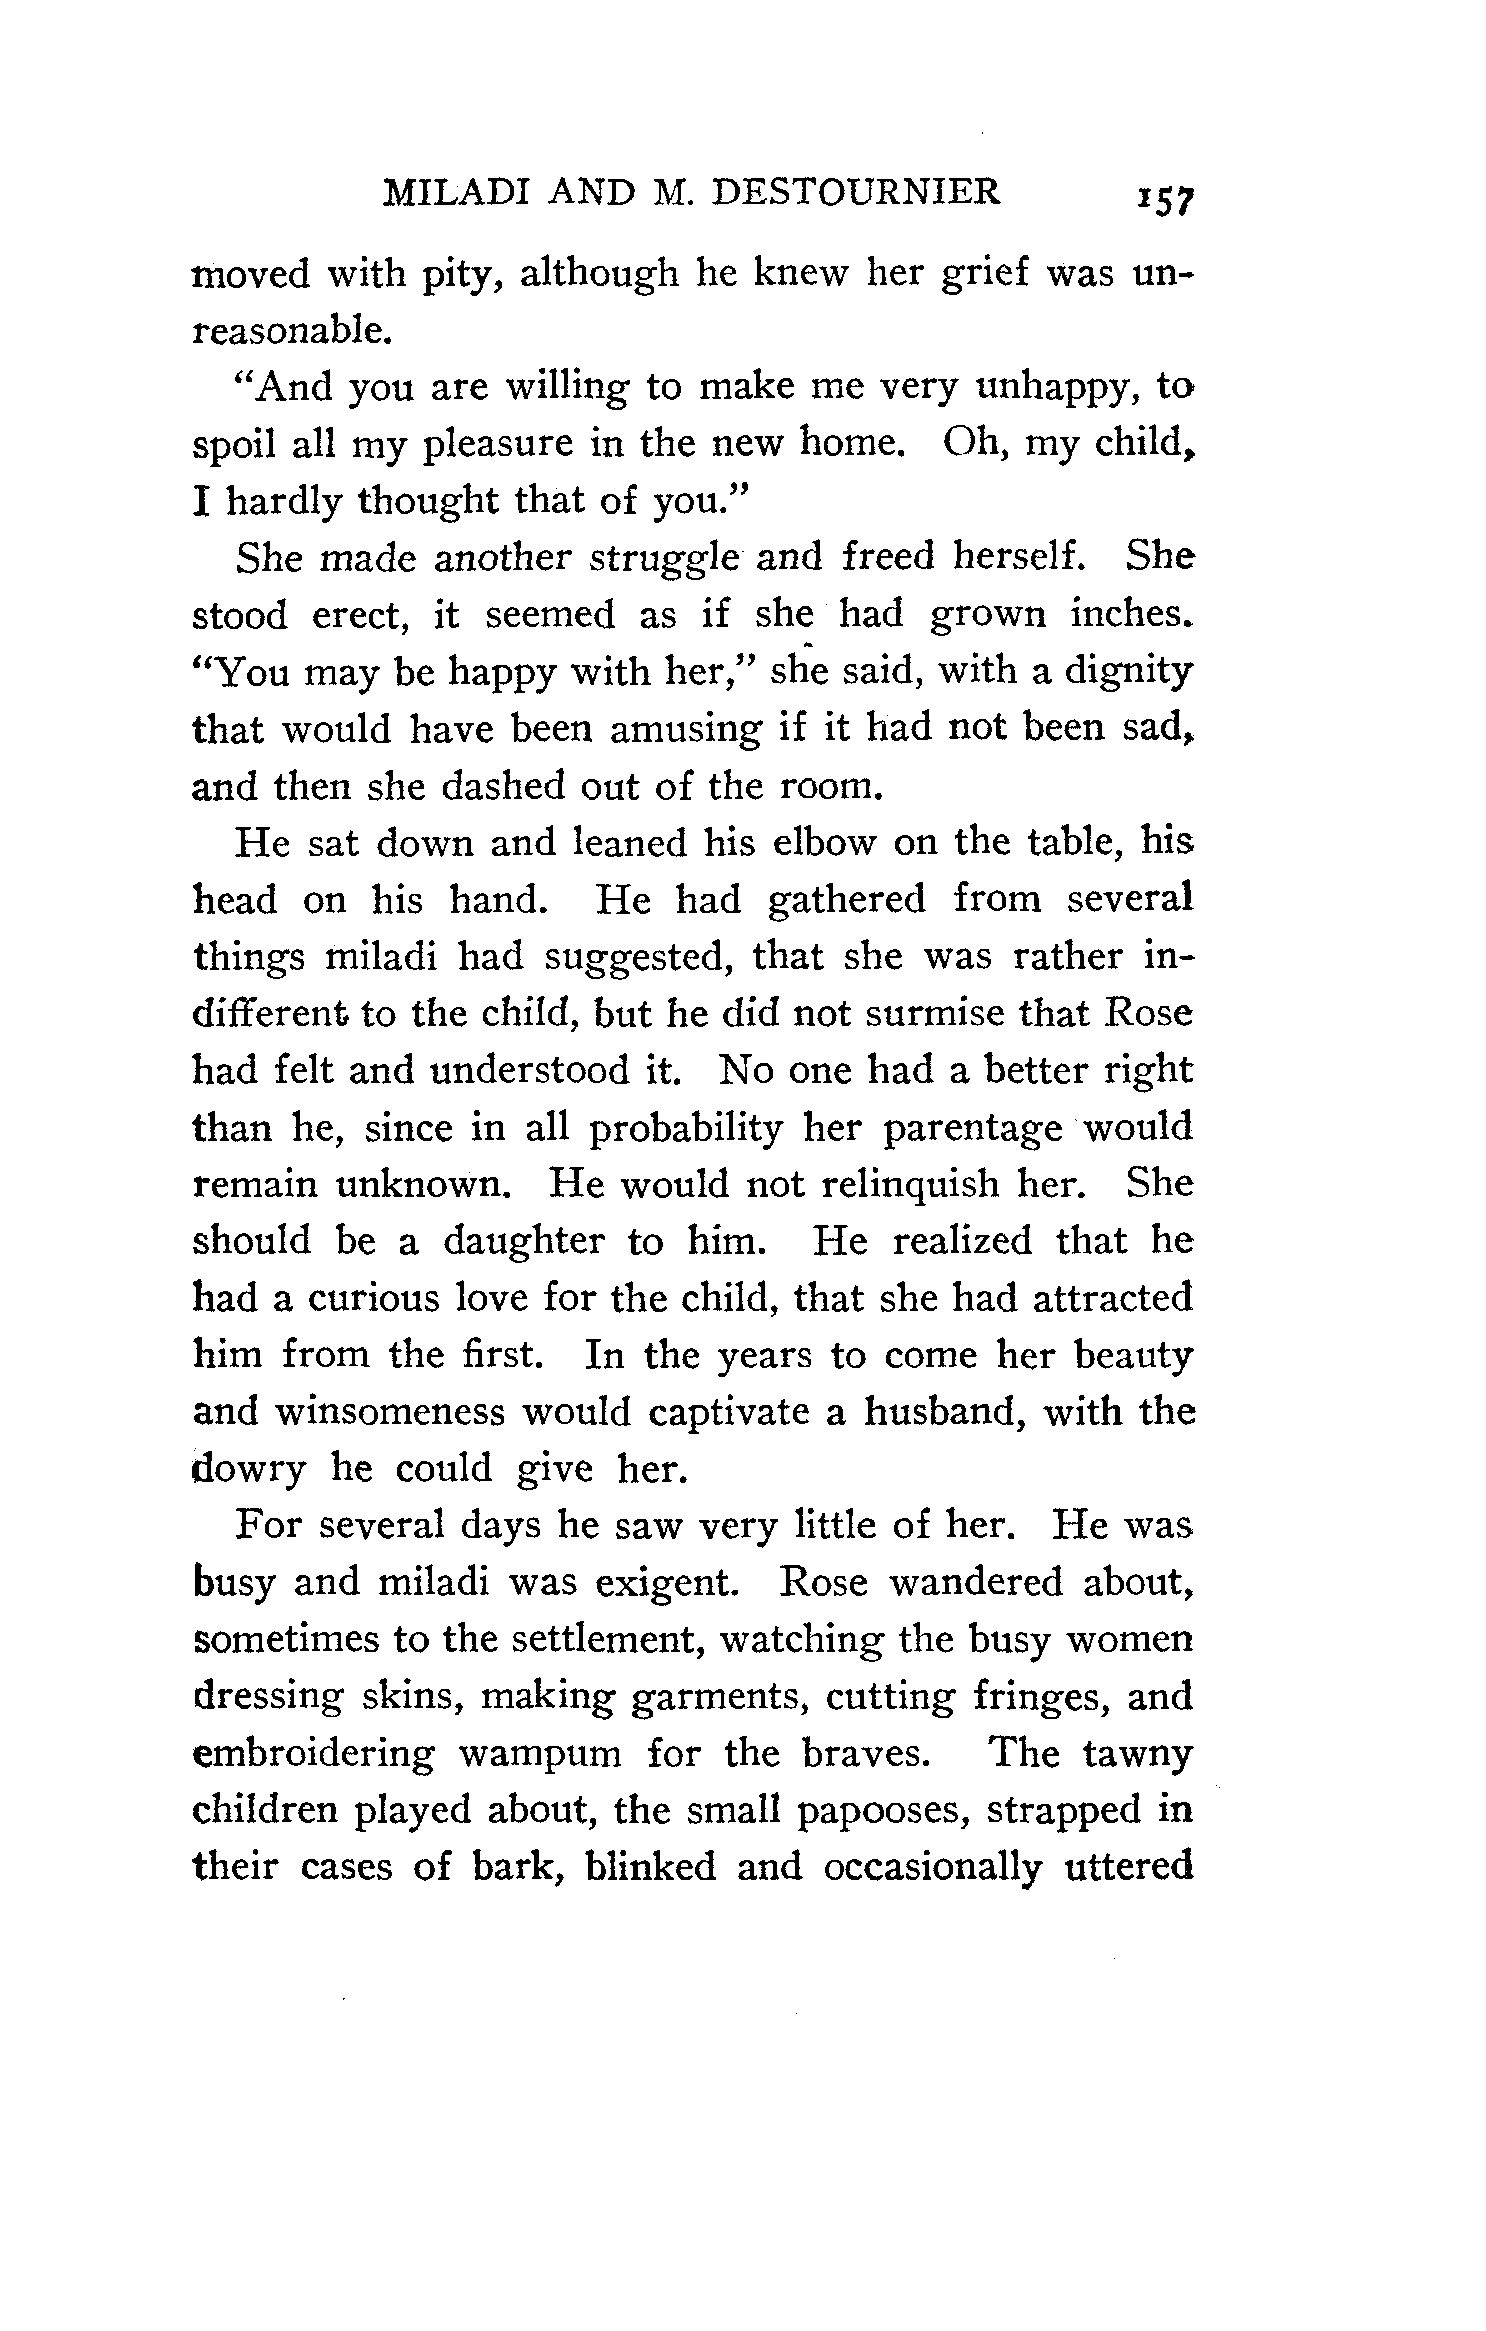 MILADI AND M. DESTOURNIER 157
moved with pity, although he knew her grief was un-
reasonable.
"And you are willing to make me very unhappy, to
spoil all my pleasure in the new home. Oh, my child,
I hardly thought that of you."
She made another struggle and freed herself. She
stood erect, it seemed as if she had grown inches.
"You may be happy with her," she said, with a dignity
that would have been amusing if it had not been sad,
and then she dashed out of the room.
He sat down and leaned his elbow on the table, his
head on his hand. He had gathered from several
things miladi had suggested, that she was rather in-
different to the child, but he did not surmise that Rose
had felt and understood it. No one had a better right
than he, since in all probability her parentage would
remain unknown. He would not relinquish her. She
should be a daughter to him. He realized that he
had a curious love for the child, that she had attracted
him from the first. In the years to come her beauty
and winsomeness would captivate a husband, with the
dowry he could give her.
For several days he saw very little of her. He was
busy and miladi was exigent. Rose wandered about,
sometimes to the settlement, watching the busy women
dressing skins, making garments, cutting fringes, and
embroidering wampum for the braves. The tawny
children played about, the small papooses, strapped in
their cases of bark, blinked and occasionally uttered